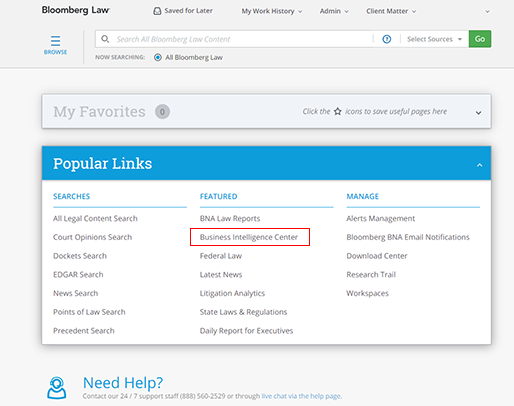 Bloomberg Law Saved for Later My Work History Admin Client Matter
BROWSE
Search All Bloomberg Law Content Select Sources Go
NOW SEARCHING: All Bloomberg Law
My Favorites 0 Click the icons to save useful pages here
Popular Links
SEARCHES FEATURED MANAGE
All Legal Content Search BNA Law Reports Alerts Management
Court Opinions Search Business Intelligence Center Bloomberg BNA Email Notifications
Dockets Search Federal Law Download Center
EDGAR Search Latest News Research Trail
News Search Litigation Analytics Workspaces
Points of Law Search State Laws & Regulations
Precedent Search Daily Report for Executives
Need Help?
Contact our 24 / 7 support staff (888) 560-2529 or through live chat via the help page.